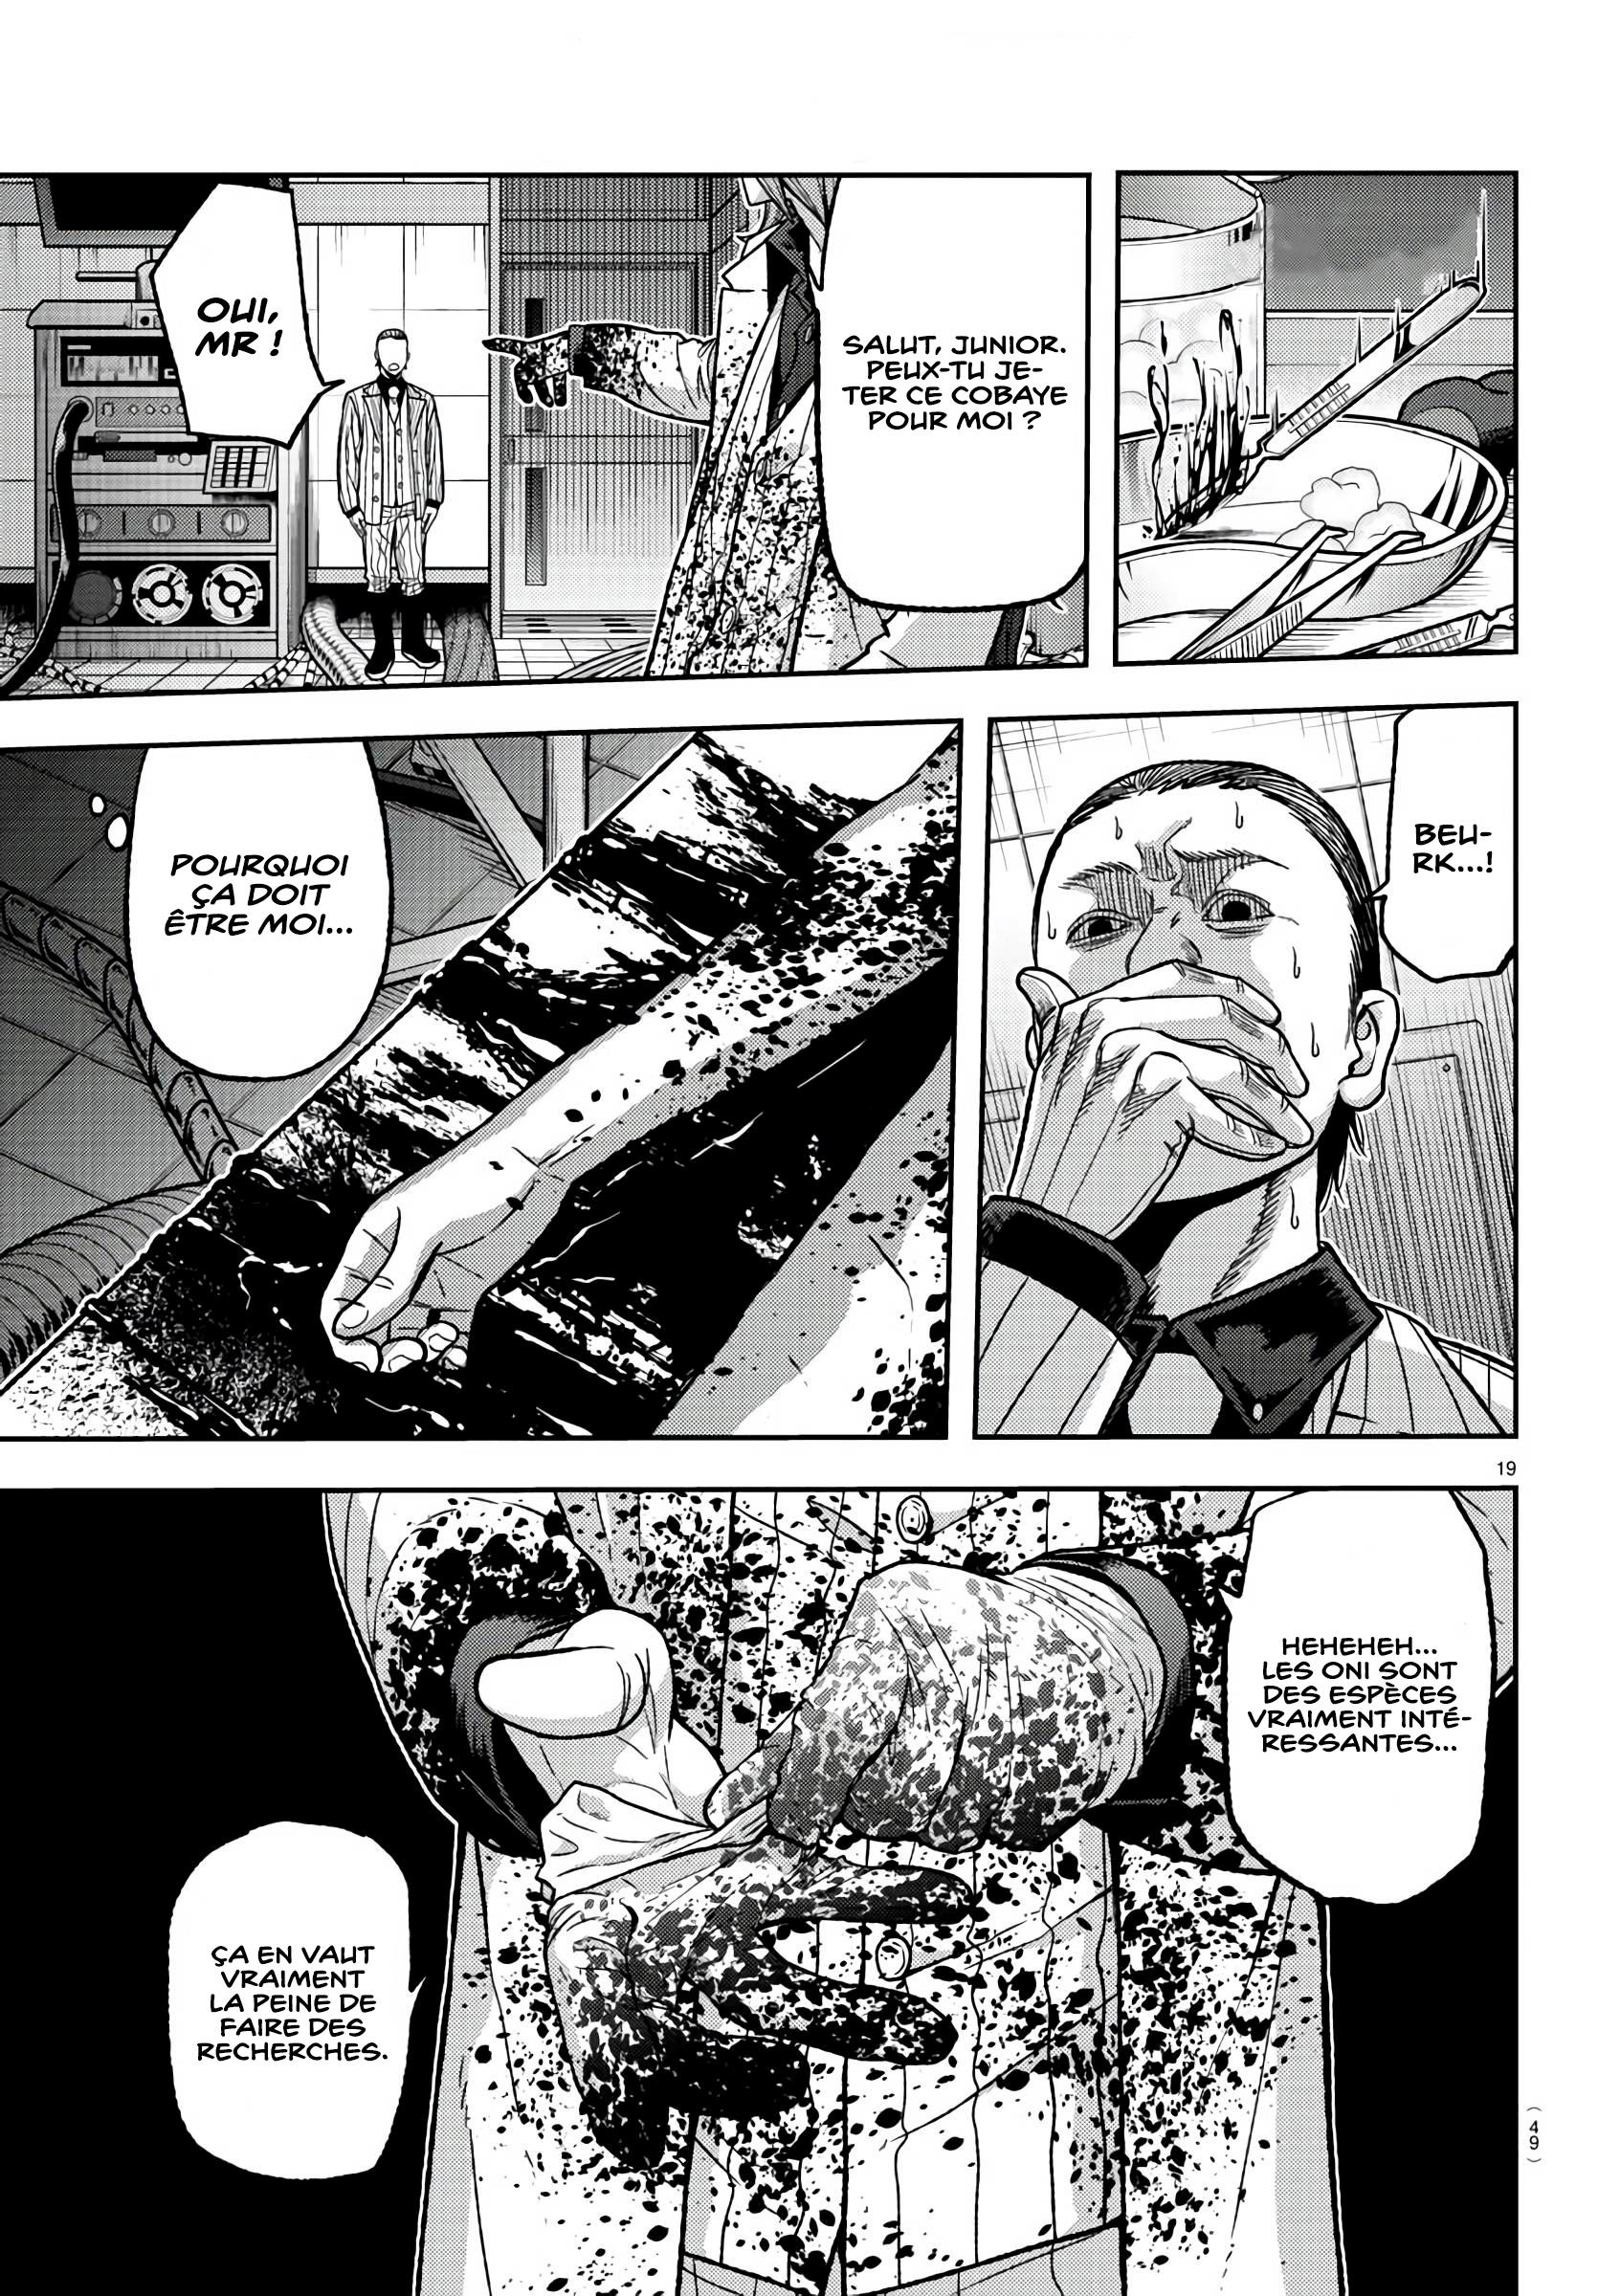 SALUT, JUNIOR.
PEUX-TU JE-
TER CE COBAYE
POUR MOI ?
OUI,
MR !
BEU-
RK...!
POURQUOI
ÇA DOIT
ÊTRE MOI...
19
HEHEHEH...
LES ONI SONT
DES ESPÈCES
VRAIMENT INTÉ-
RESSANTES...
ÇA EN VAUT
VRAIMENT
LA PEINE DE
FAIRE DES
RECHERCHES.
(49)